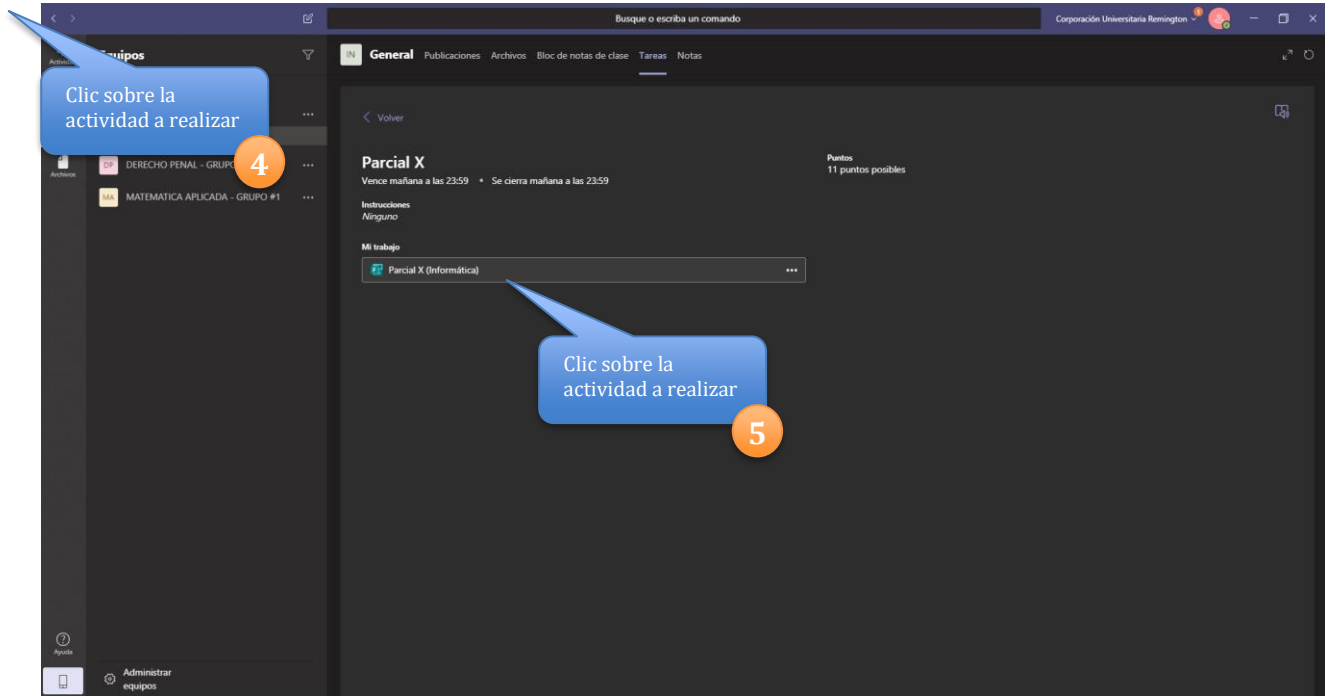 Busque o escriba un comando
Corporación Universitaria Remington
Equipos
IN
General Publicaciones Archivos Bloc de notas de clase Tareas Notas
Clic sobre la
actividad a realizar
4
Volver
DP DERECHO PENAL - GRUPO
Archivos
MA MATEMATICA APLICADA - GRUPO #1
Parcial X
Vence mañana a las 23:59 • Se cierra mañana a las 23:59
Puntos
11 puntos posibles
Instrucciones
Ninguno
Mi trabajo
Parcial X (Informática)
Clic sobre la
actividad a realizar
5
Ayuda
Administrar
equipos